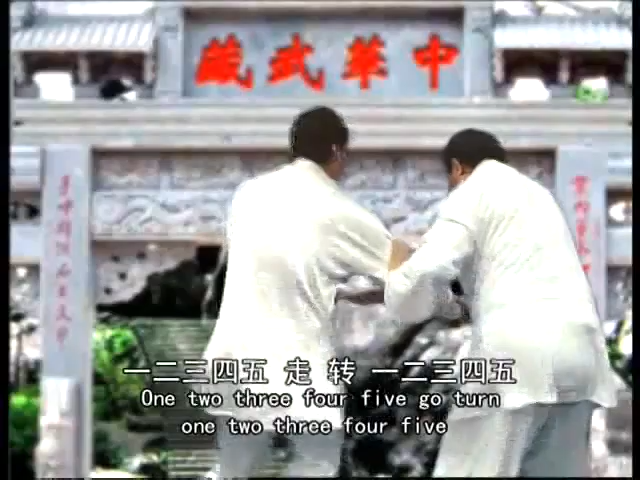 中華武藏
一二三四五 走 转 一二三四五
One two three four five go turn
one two three four five